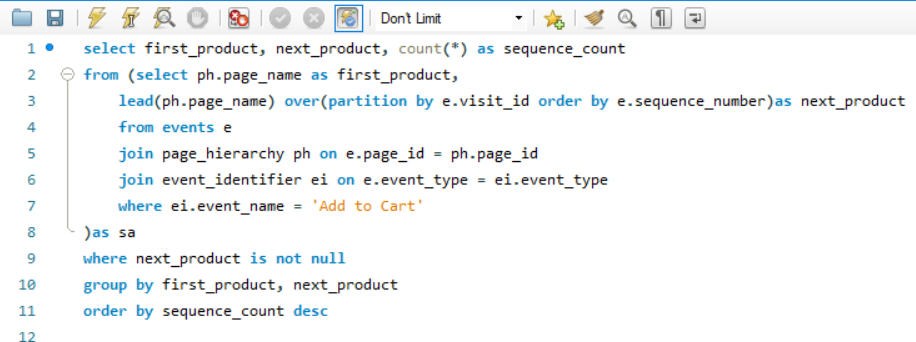 Don't Limit
1 select first_product, next_product, count(*) as sequence_count
2 from (select ph.page_name as first_product,
3 lead(ph.page_name) over(partition by e.visit_id order by e.sequence_number)as next_product
4 from events e
5 join page_hierarchy ph on e.page_id = ph.page_id
6 join event_identifier ei on e.event_type = ei.event_type
7 where ei.event_name = 'Add to Cart'
8 )as sa
9 where next_product is not null
10 group by first_product, next_product
11 order by sequence_count desc
12